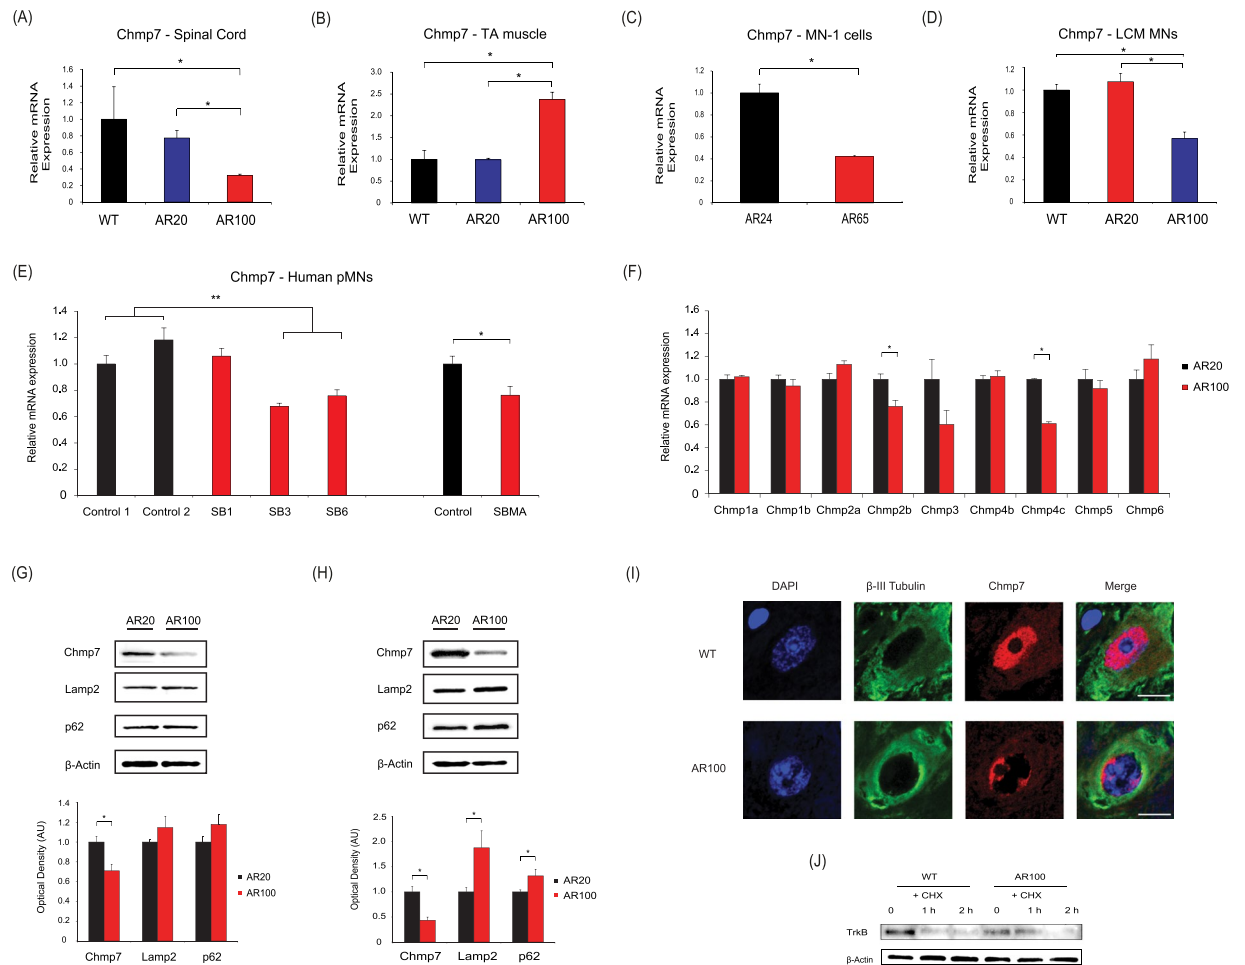 (A)
Chmp7 - Spinal Cord
Relative mRNA
Expression
1.6
1.4
1.2
1.0
0.8
0.6
0.4
0.2
0
*
*
WT AR20 AR100
(B)
Chmp7 - TA muscle
Relative mRNA
Expression
2.5
2.0
1.5
1.0
0.5
0
*
*
WT AR20 AR100
(C)
Chmp7 - MN-1 cells
Relative mRNA
Expression
1.2
1.0
0.8
0.6
0.4
0.2
0
*
AR24 AR65
(D)
Chmp7 - LCM MNs
Relative mRNA
Expression
1.2
1.0
0.8
0.6
0.4
0.2
0
*
*
WT AR20 AR100
(E)
Chmp7 - Human pMNs
Relative mRNA expression
1.4
1.2
1.0
0.8
0.6
0.4
0.2
0
**
*
Control 1 Control 2 SB1 SB3 SB6 Control SBMA
(F)
Relative mRNA expression
1.6
1.4
1.2
1.0
0.8
0.6
0.4
0.2
0
*
*
AR20
AR100
Chmp1a Chmp1b Chmp2a Chmp2b Chmp3 Chmp4b Chmp4c Chmp5 Chmp6
(G)
AR20 AR100
Chmp7
Lamp2
p62
β-Actin
Optical Density (AU)
1.4
1.2
1.0
0.8
0.6
0.4
0.2
0
*
AR20
AR100
Chmp7 Lamp2 p62
(H)
AR20 AR100
Chmp7
Lamp2
p62
β-Actin
Optical Density (AU)
2.5
2.0
1.5
1.0
0.5
0
*
*
*
AR20
AR100
Chmp7 Lamp2 p62
(I)
DAPI β-III Tubulin Chmp7 Merge
WT
AR100
(J)
WT AR100
+ CHX + CHX
0 1 h 2 h 0 1 h 2 h
TrkB
β-Actin